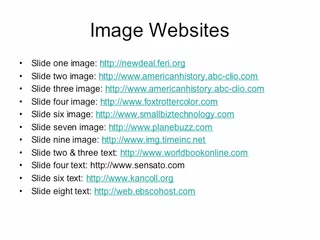 Image Websites
• Slide one image: http://newdeal.feri.org
• Slide two image: http://www.americanhistory.abc-clio.com
• Slide three image: http://www.americanhistory.abc-clio.com
• Slide four image: http://www.foxtrottercolor.com
• Slide six image: http://www.smallbiztechnology.com
• Slide seven image: http://www.planebuzz.com
• Slide nine image: http://www.img.timeinc.net
• Slide two & three text: http://www.worldbookonline.com
• Slide four text: http://www.sensato.com
• Slide six text: http://www.kancoll.org
• Slide eight text: http://web.ebscohost.com